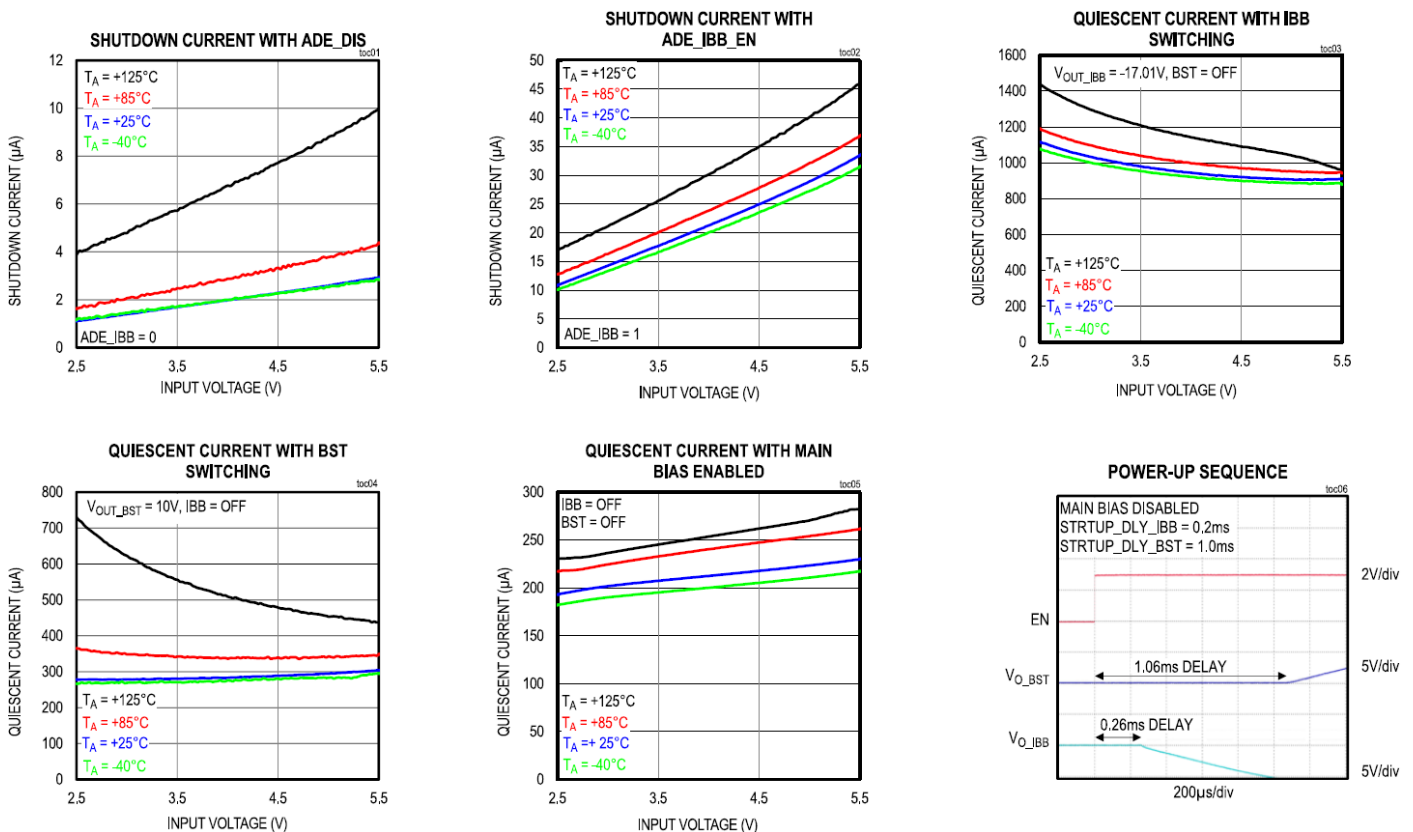 SHUTDOWN CURRENT WITH ADE_DIS
toc01
12
10
8
6
4
2
0
SHUTDOWN CURRENT (µA)
TA = +125°C
TA = +85°C
TA = +25°C
TA = -40°C
ADE_IBB = 0
2.5 3.5 4.5 5.5
INPUT VOLTAGE (V)
SHUTDOWN CURRENT WITH
ADE_IBB_EN
toc02
50
45
40
35
30
25
20
15
10
5
0
SHUTDOWN CURRENT (µA)
TA = +125°C
TA = +85°C
TA = +25°C
TA = -40°C
ADE_IBB = 1
2.5 3.5 4.5 5.5
INPUT VOLTAGE (V)
QUIESCENT CURRENT WITH IBB
SWITCHING
toc03
1600
1400
1200
1000
800
600
400
200
0
QUIESCENT CURRENT (µA)
VOUT_IBB = -17.01V, BST = OFF
TA = +125°C
TA = +85°C
TA = +25°C
TA = -40°C
2.5 3.5 4.5 5.5
INPUT VOLTAGE (V)
QUIESCENT CURRENT WITH BST
SWITCHING
toc04
800
700
600
500
400
300
200
100
0
QUIESCENT CURRENT (µA)
VOUT_BST = 10V, IBB = OFF
TA = +125°C
TA = +85°C
TA = +25°C
TA = -40°C
2.5 3.5 4.5 5.5
INPUT VOLTAGE (V)
QUIESCENT CURRENT WITH MAIN
BIAS ENABLED
toc05
300
250
200
150
100
50
0
QUIESCENT CURRENT (µA)
IBB = OFF
BST = OFF
TA = +125°C
TA = +85°C
TA =+ 25°C
TA = -40°C
2.5 3.5 4.5 5.5
INPUT VOLTAGE (V)
POWER-UP SEQUENCE
toc06
MAIN BIAS DISABLED
STRTUP_DLY_IBB = 0.2ms
STRTUP_DLY_BST = 1.0ms
2V/div
EN
1.06ms DELAY
5V/div
VO_BST
0.26ms DELAY
VO_IBB
5V/div
200µs/div